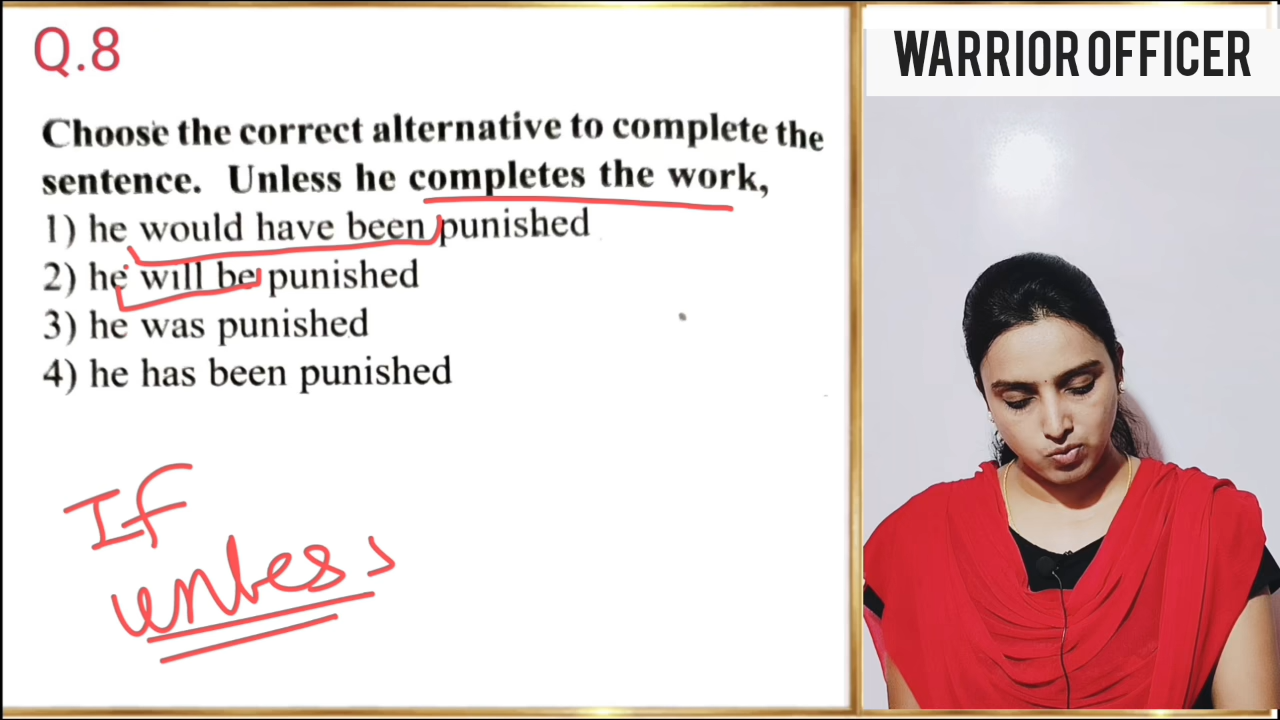 Q.8
WARRIOR OFFICER
Choose the correct alternative to complete the
sentence. Unless he completes the work,
1) he would have been punished
2) he will be punished
3) he was punished
4) he has been punished
If
unless